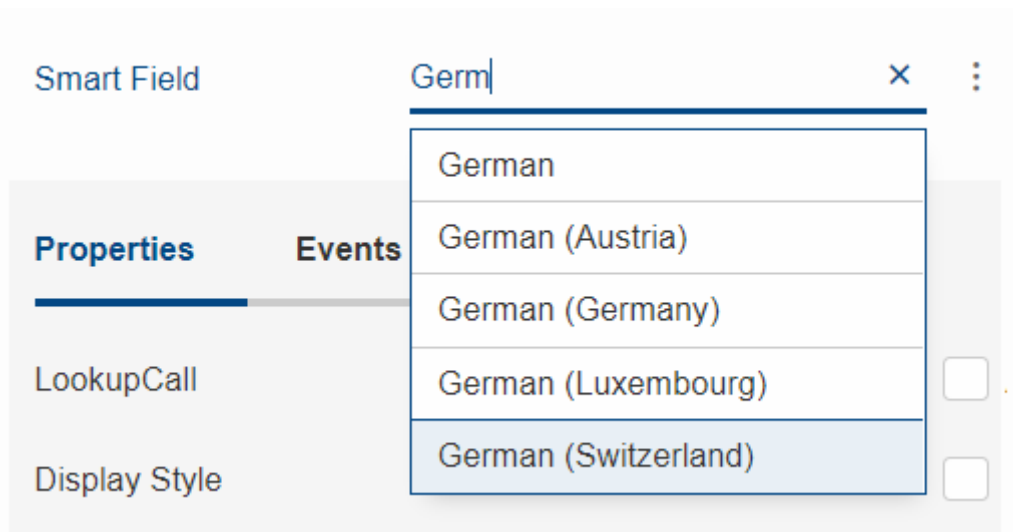 Smart Field Germ
German
German (Austria)
Properties Events
German (Germany)
LookupCall
German (Luxembourg)
German (Switzerland)
Display Style